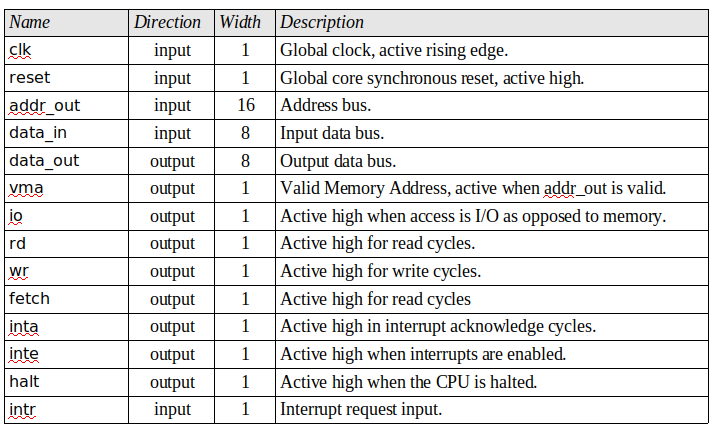 Name Direction Width Description
clk input 1 Global clock, active rising edge.
reset input 1 Global core synchronous reset, active high.
addr_out input 16 Address bus.
data_in input 8 Input data bus.
data_out output 8 Output data bus.
vma output 1 Valid Memory Address, active when addr_out is valid.
io output 1 Active high when access is I/O as opposed to memory.
rd output 1 Active high for read cycles.
wr output 1 Active high for write cycles.
fetch output 1 Active high for read cycles
inta output 1 Active high in interrupt acknowledge cycles.
inte output 1 Active high when interrupts are enabled.
halt output 1 Active high when the CPU is halted.
intr input 1 Interrupt request input.